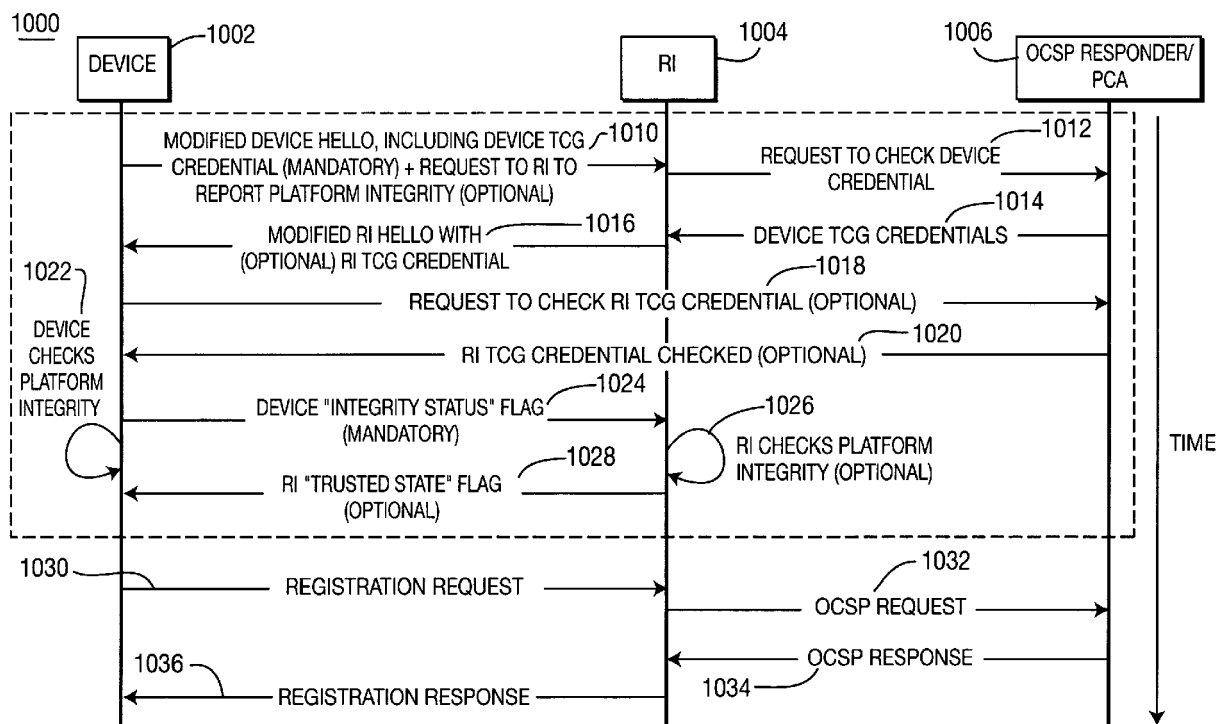 1000
1002
1004
1006
DEVICE
RI
OCSP RESPONDER/
PCA
MODIFIED DEVICE HELLO, INCLUDING DEVICE TCG
CREDENTIAL (MANDATORY) + REQUEST TO RI TO
REPORT PLATFORM INTEGRITY (OPTIONAL)
1010
1012
REQUEST TO CHECK DEVICE
CREDENTIAL
1014
DEVICE TCG CREDENTIALS
1016
MODIFIED RI HELLO WITH
(OPTIONAL) RI TCG CREDENTIAL
1018
REQUEST TO CHECK RI TCG CREDENTIAL (OPTIONAL)
1020
RI TCG CREDENTIAL CHECKED (OPTIONAL)
1022
DEVICE
CHECKS
PLATFORM
INTEGRITY
1024
DEVICE "INTEGRITY STATUS" FLAG
(MANDATORY)
1026
RI CHECKS PLATFORM
INTEGRITY (OPTIONAL)
1028
RI "TRUSTED STATE" FLAG
(OPTIONAL)
TIME
1030
REGISTRATION REQUEST
1032
OCSP REQUEST
OCSP RESPONSE
1034
1036
REGISTRATION RESPONSE